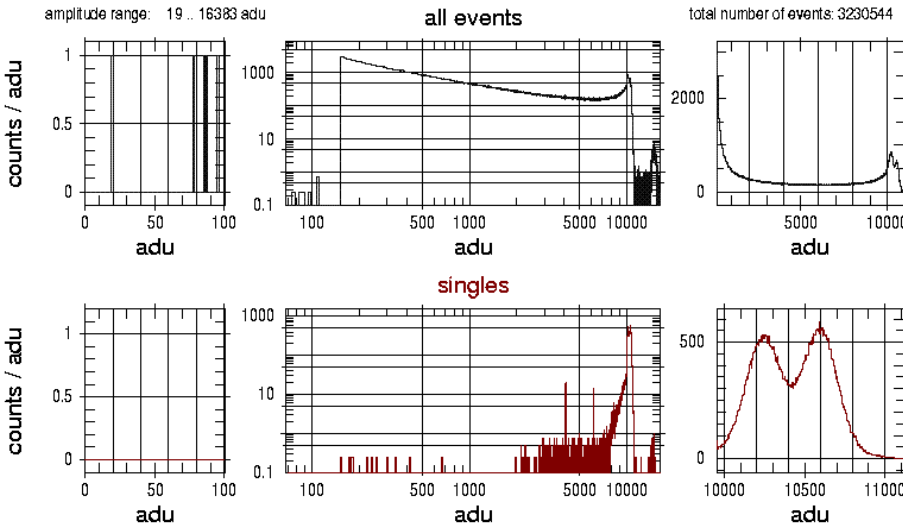 amplitude range: 19 .. 16383 adu
all events
total number of events: 3230544
counts / adu
1
0.5
0
0 50 100
adu
1000
10
0.1
100 500 1000 5000 10000
adu
2000
0
5000 10000
adu
singles
counts / adu
1
0.5
0
0 50 100
adu
1000
10
0.1
100 500 1000 5000 10000
adu
500
0
10000 10500 11000
adu